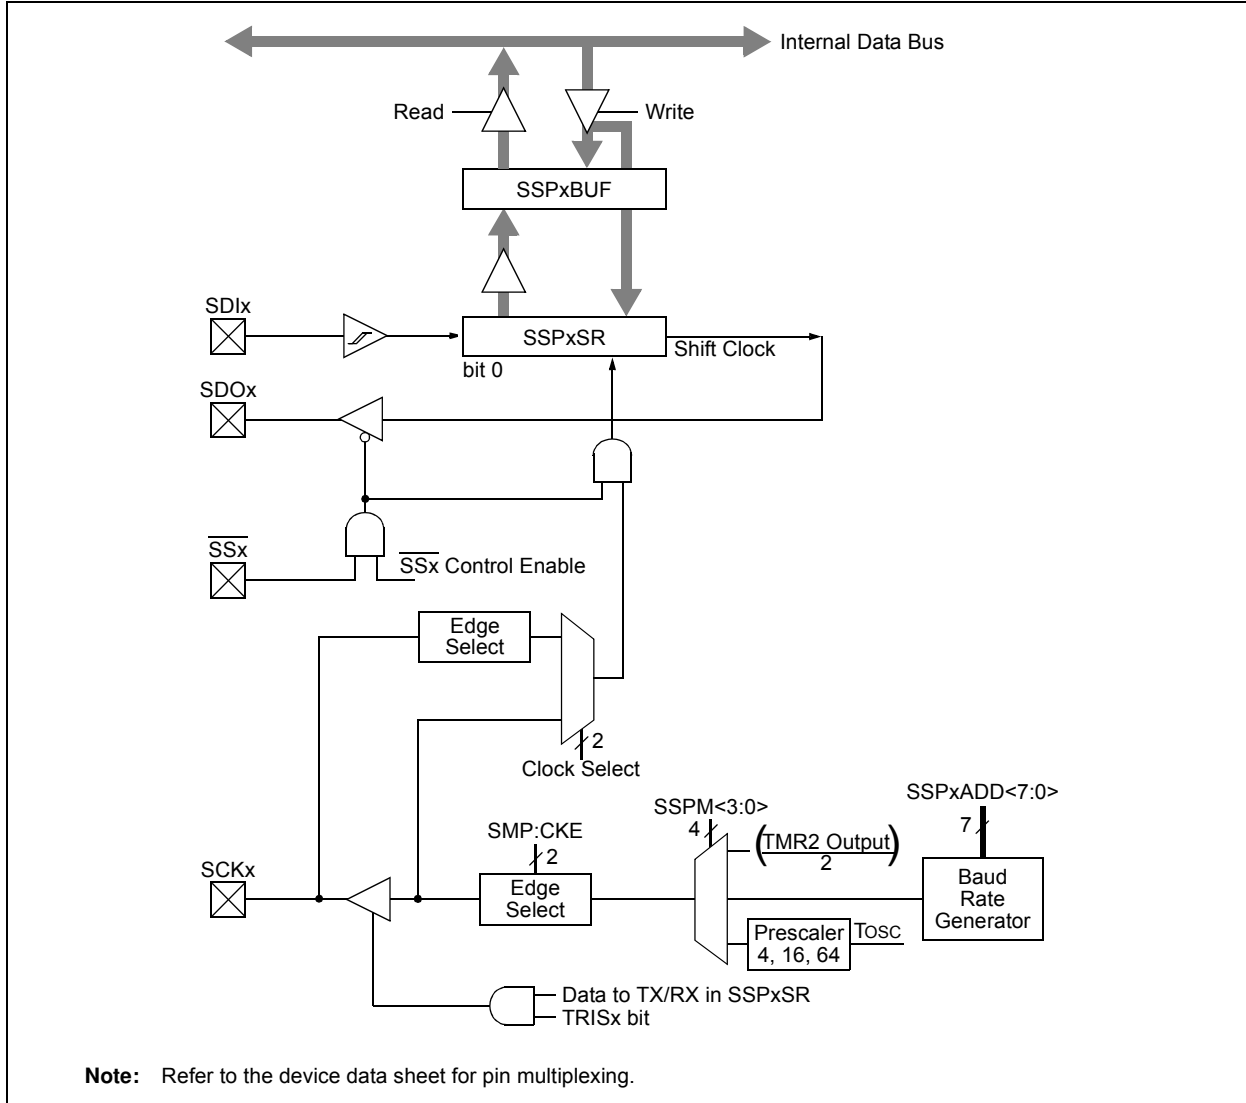 Internal Data Bus
Read
Write
SSPxBUF
SDIx
SSPxSR
Shift Clock
bit 0
SDOx
SSx
SSx Control Enable
Edge
Select
2
Clock Select
SSPxADD<7:0>
SSPM<3:0>
7
4
(TMR2 Output)
2
SMP:CKE
2
SCKx
Edge
Select
Baud
Rate
Generator
Prescaler
4, 16, 64
TOSC
Data to TX/RX in SSPxSR
TRISx bit
Note: Refer to the device data sheet for pin multiplexing.